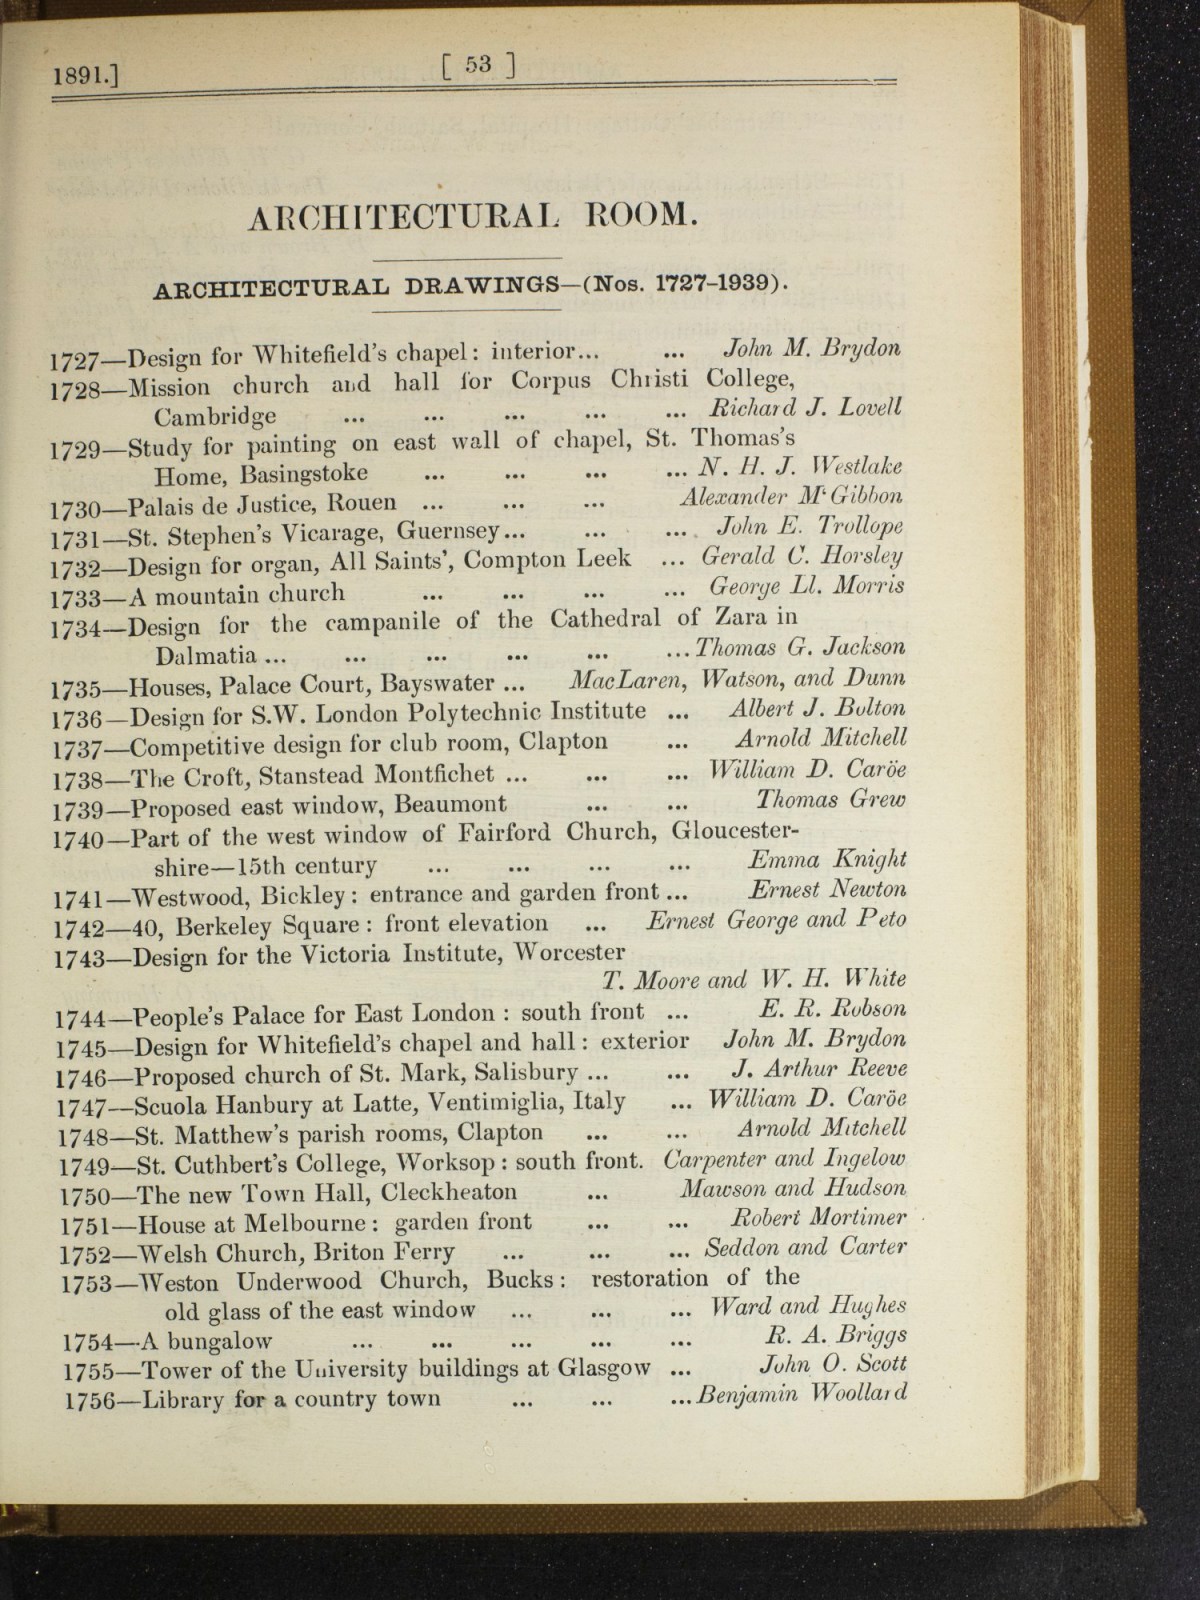 1891.] [ 53 ]
ARCHITECTURAL ROOM.
ARCHITECTURAL DRAWINGS—(Nos. 1727-1939).
1727—Design for Whitefield's chapel: interior... ... John M. Brydon
1728—Mission church and hall for Corpus Christi College,
Cambridge ... ... ... ... ... Richard J. Lovell
1729—Study for painting on east wall of chapel, St. Thomas's
Home, Basingstoke ... ... ... ... N. H. J. Westlake
1730—Palais de Justice, Rouen ... ... ... Alexander McGibbon
1731—St. Stephen's Vicarage, Guernsey... ... ... John E. Trollope
1732—Design for organ, All Saints', Compton Leek ... Gerald C. Horsley
1733—A mountain church ... ... ... ... George Ll. Morris
1734—Design for the campanile of the Cathedral of Zara in
Dalmatia ... ... ... ... ... ... Thomas G. Jackson
1735—Houses, Palace Court, Bayswater ... MacLaren, Watson, and Dunn
1736—Design for S.W. London Polytechnic Institute ... Albert J. Bolton
1737—Competitive design for club room, Clapton ... Arnold Mitchell
1738—The Croft, Stanstead Montfichet ... ... ... William D. Caröe
1739—Proposed east window, Beaumont ... ... Thomas Grew
1740—Part of the west window of Fairford Church, Gloucester-
shire—15th century ... ... ... ... Emma Knight
1741—Westwood, Bickley: entrance and garden front ... Ernest Newton
1742—40, Berkeley Square: front elevation ... Ernest George and Peto
1743—Design for the Victoria Institute, Worcester
T. Moore and W. H. White
1744—People's Palace for East London: south front ... E. R. Robson
1745—Design for Whitefield's chapel and hall: exterior John M. Brydon
1746—Proposed church of St. Mark, Salisbury ... ... J. Arthur Reeve
1747—Scuola Hanbury at Latte, Ventimiglia, Italy ... William D. Caröe
1748—St. Matthew's parish rooms, Clapton ... ... Arnold Mitchell
1749—St. Cuthbert's College, Worksop: south front. Carpenter and Ingelow
1750—The new Town Hall, Cleckheaton ... Mawson and Hudson
1751—House at Melbourne: garden front ... ... Robert Mortimer
1752—Welsh Church, Briton Ferry ... ... ... Seddon and Carter
1753—Weston Underwood Church, Bucks: restoration of the
old glass of the east window ... ... ... Ward and Hughes
1754—A bungalow ... ... ... ... ... R. A. Briggs
1755—Tower of the University buildings at Glasgow ... John O. Scott
1756—Library for a country town ... ... ... Benjamin Woollard